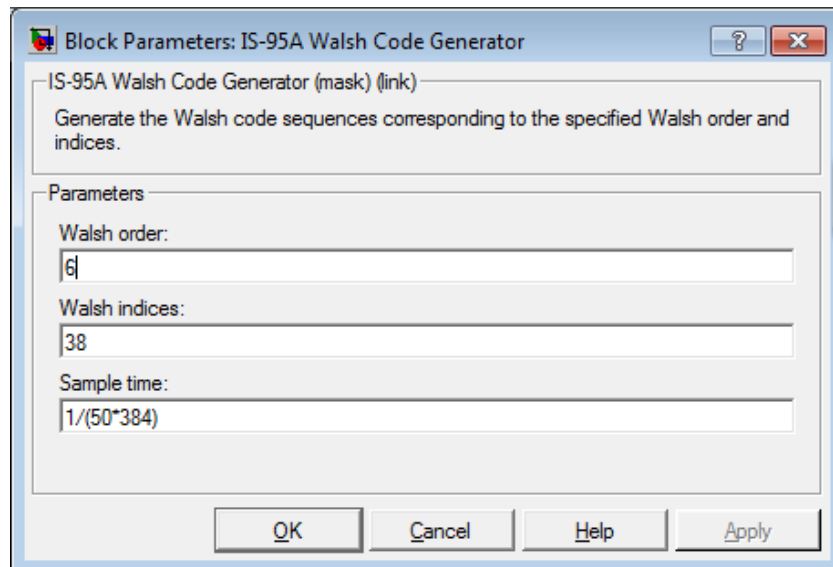 Block Parameters: IS-95A Walsh Code Generator
IS-95A Walsh Code Generator (mask) (link)
Generate the Walsh code sequences corresponding to the specified Walsh order and
indices.
Parameters
Walsh order:
6
Walsh indices:
38
Sample time:
1/(50*384)
OK Cancel Help Apply